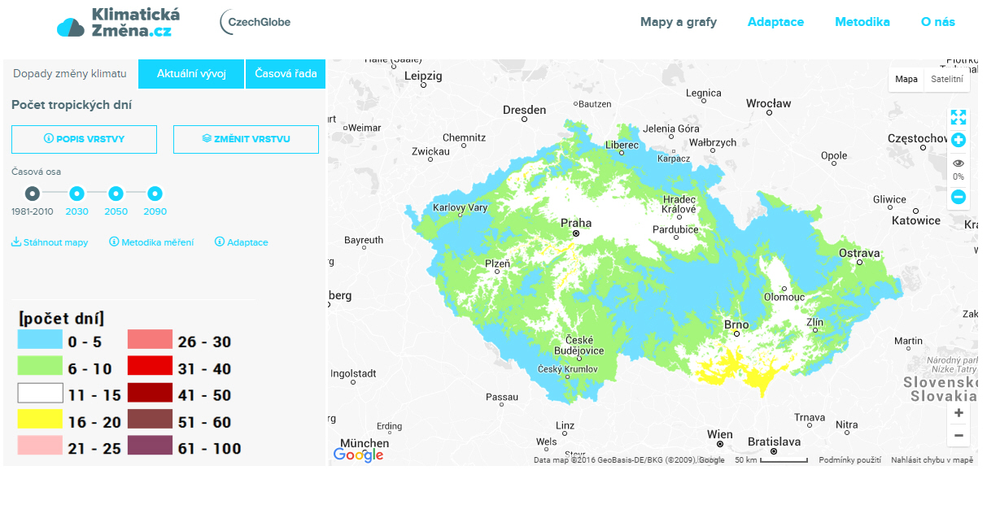 Klimatická
Změna.cz
CzechGlobe
Mapy a grafy
Adaptace
Metodika
O nás
Dopady změny klimatu
Aktuální vývoj
Časová řada
Počet tropických dní
POPIS VRSTVY
ZMĚNIT VRSTVU
Časová osa
1981-2010
2030
2050
2090
Stáhnout mapy
Metodika měření
Adaptace
[počet dní]
0 - 5
6 - 10
11 - 15
16 - 20
21 - 25
26 - 30
31 - 40
41 - 50
51 - 60
61 - 100
Halle (Saale)
Leipzig
Mapa
Satelitní
Legnica
Wrocław
Dresden
Bautzen
Weimar
Chemnitz
Zwickau
Jelenia Góra
Liberec
Karpacz
Wałbrzych
Częstochow
Opole
0%
Karlovy Vary
Hradec
Králové
Gliwice
Katowice
Praha
Pardubice
Bayreuth
Plzeň
Ostrava
Olomouc
Brno
Zlín
Martin
České
Budějovice
Český Krumlov
Národný park
Nízke Tatry
Slovensko
Slovakia
Ingolstadt
Passau
Erding
Linz
Trnava
Nitra
Wels
Steyr
Wien
Bratislava
München
Google
Data map ©2016 GeoBasis-DE/BKG (©2009), Google
50 km
Podmínky použití
Nahlásit chybu v mapě